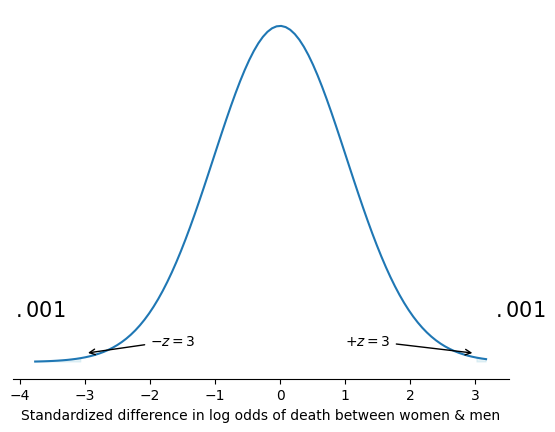 .001
.001
−z = 3
+z = 3
−4 −3 −2 −1 0 1 2 3
Standardized difference in log odds of death between women & men